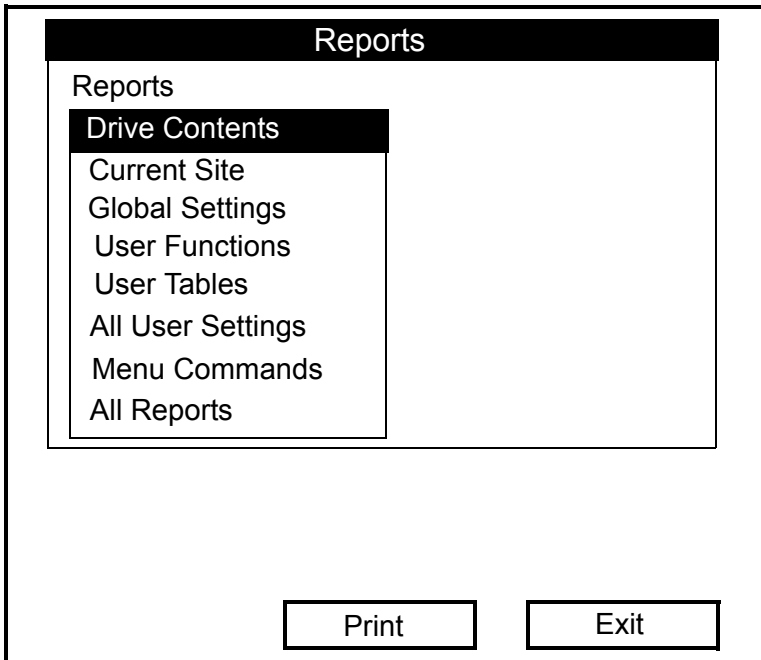 Reports
Reports
Drive Contents
Current Site
Global Settings
User Functions
User Tables
All User Settings
Menu Commands
All Reports
Print
Exit